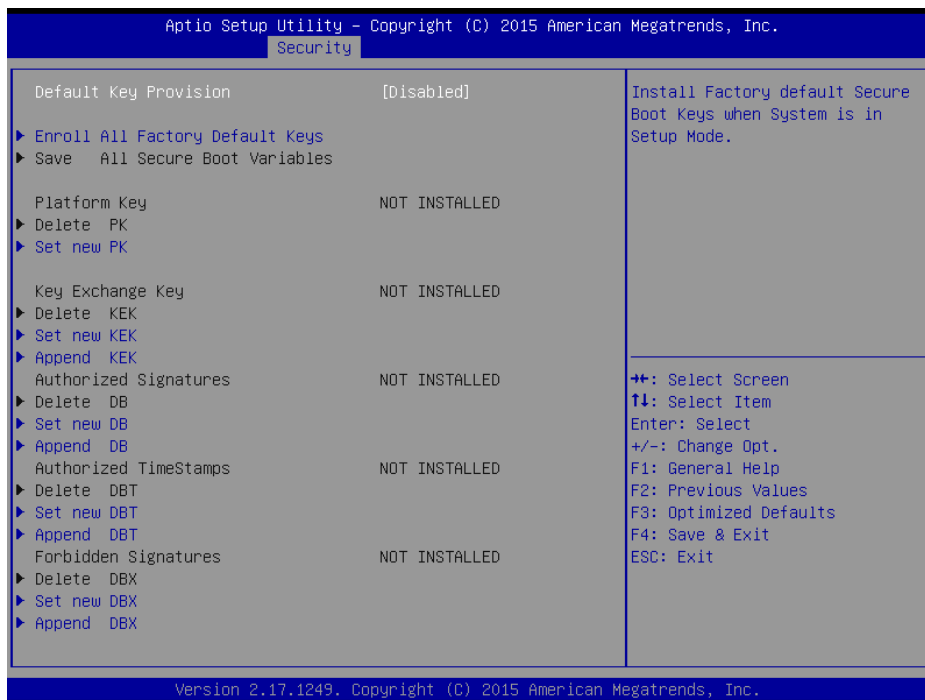 Aptio Setup Utility – Copyright (C) 2015 American Megatrends, Inc.
Security
Default Key Provision [Disabled]
Enroll All Factory Default Keys
Save All Secure Boot Variables
Platform Key NOT INSTALLED
Delete PK
Set new PK
Key Exchange Key NOT INSTALLED
Delete KEK
Set new KEK
Append KEK
Authorized Signatures NOT INSTALLED
Delete DB
Set new DB
Append DB
Authorized TimeStamps NOT INSTALLED
Delete DBT
Set new DBT
Append DBT
Forbidden Signatures NOT INSTALLED
Delete DBX
Set new DBX
Append DBX
Install Factory default Secure
Boot Keys when System is in
Setup Mode.
→←: Select Screen
↑↓: Select Item
Enter: Select
+/-: Change Opt.
F1: General Help
F2: Previous Values
F3: Optimized Defaults
F4: Save & Exit
ESC: Exit
Version 2.17.1249. Copyright (C) 2015 American Megatrends, Inc.